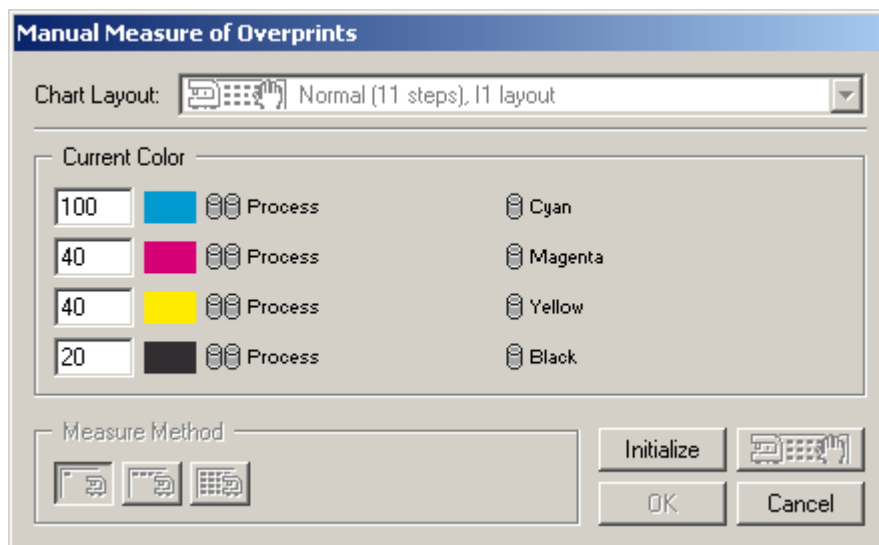 Manual Measure of Overprints
Chart Layout: Normal (11 steps), I1 layout
Current Color
100 Process Cyan
40 Process Magenta
40 Process Yellow
20 Process Black
Measure Method
Initialize
OK Cancel